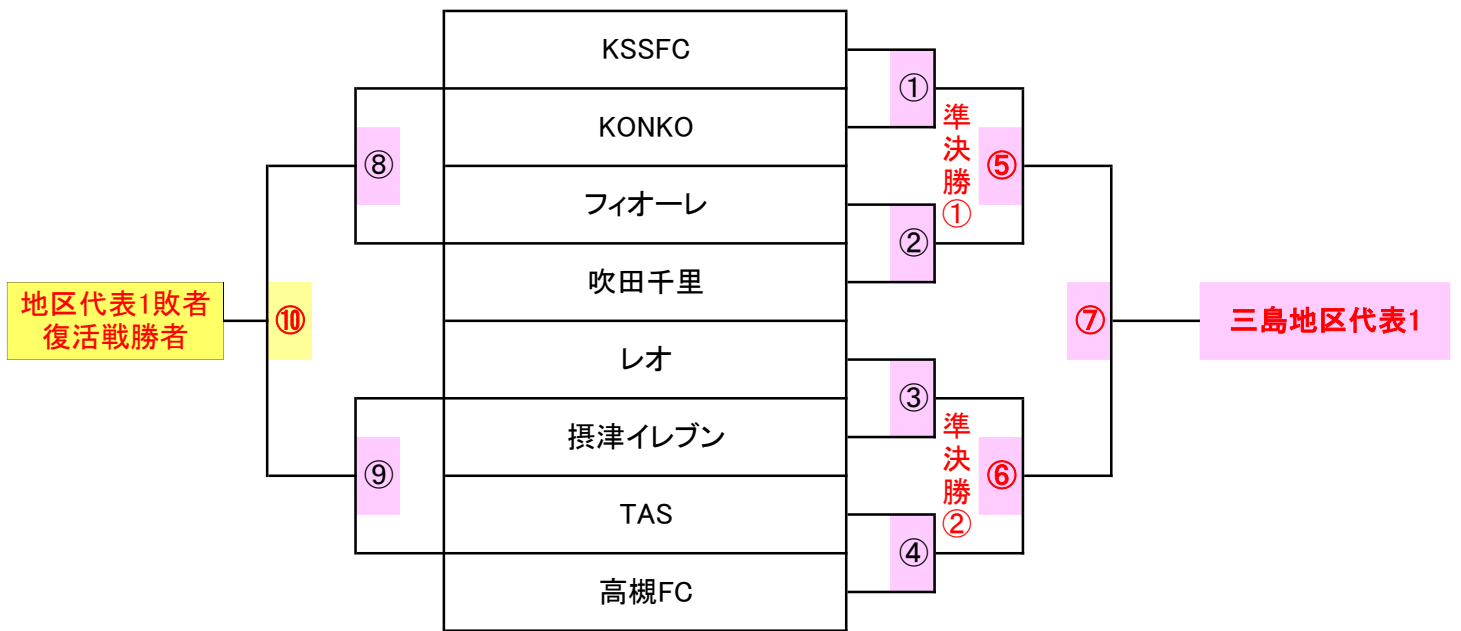 KSSFC
KONKO
フィオーレ
吹田千里
レオ
摂津イレブン
TAS
高槻FC
①
②
③
④
準決勝①
⑤
準決勝②
⑥
⑦
三島地区代表1
⑧
⑨
⑩
地区代表1敗者
復活戦勝者